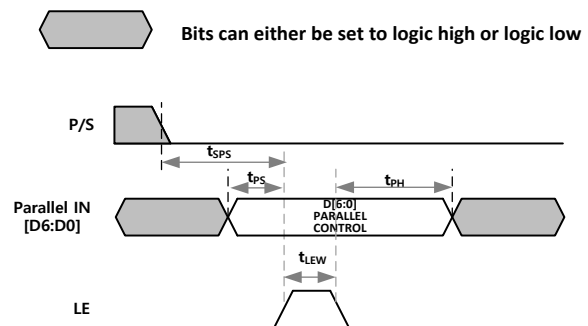 Bits can either be set to logic high or logic low
P/S
tSPS
tPS
tPH
Parallel IN
[D6:D0]
D[6:0]
PARALLEL
CONTROL
tLEW
LE